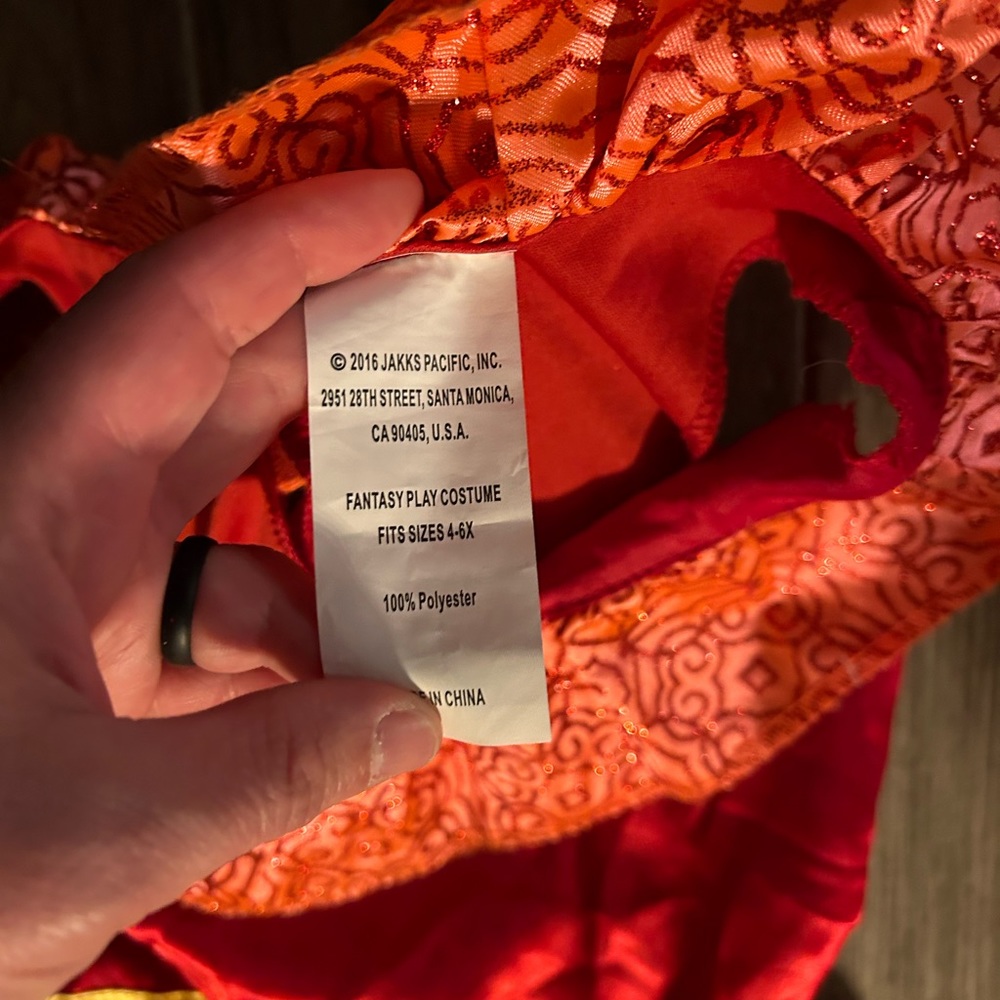 © 2016 JAKKS PACIFIC, INC.
2951 28TH STREET, SANTA MONICA,
CA 90405, U.S.A.
FANTASY PLAY COSTUME
FITS SIZES 4-6X
100% Polyester
IN CHINA